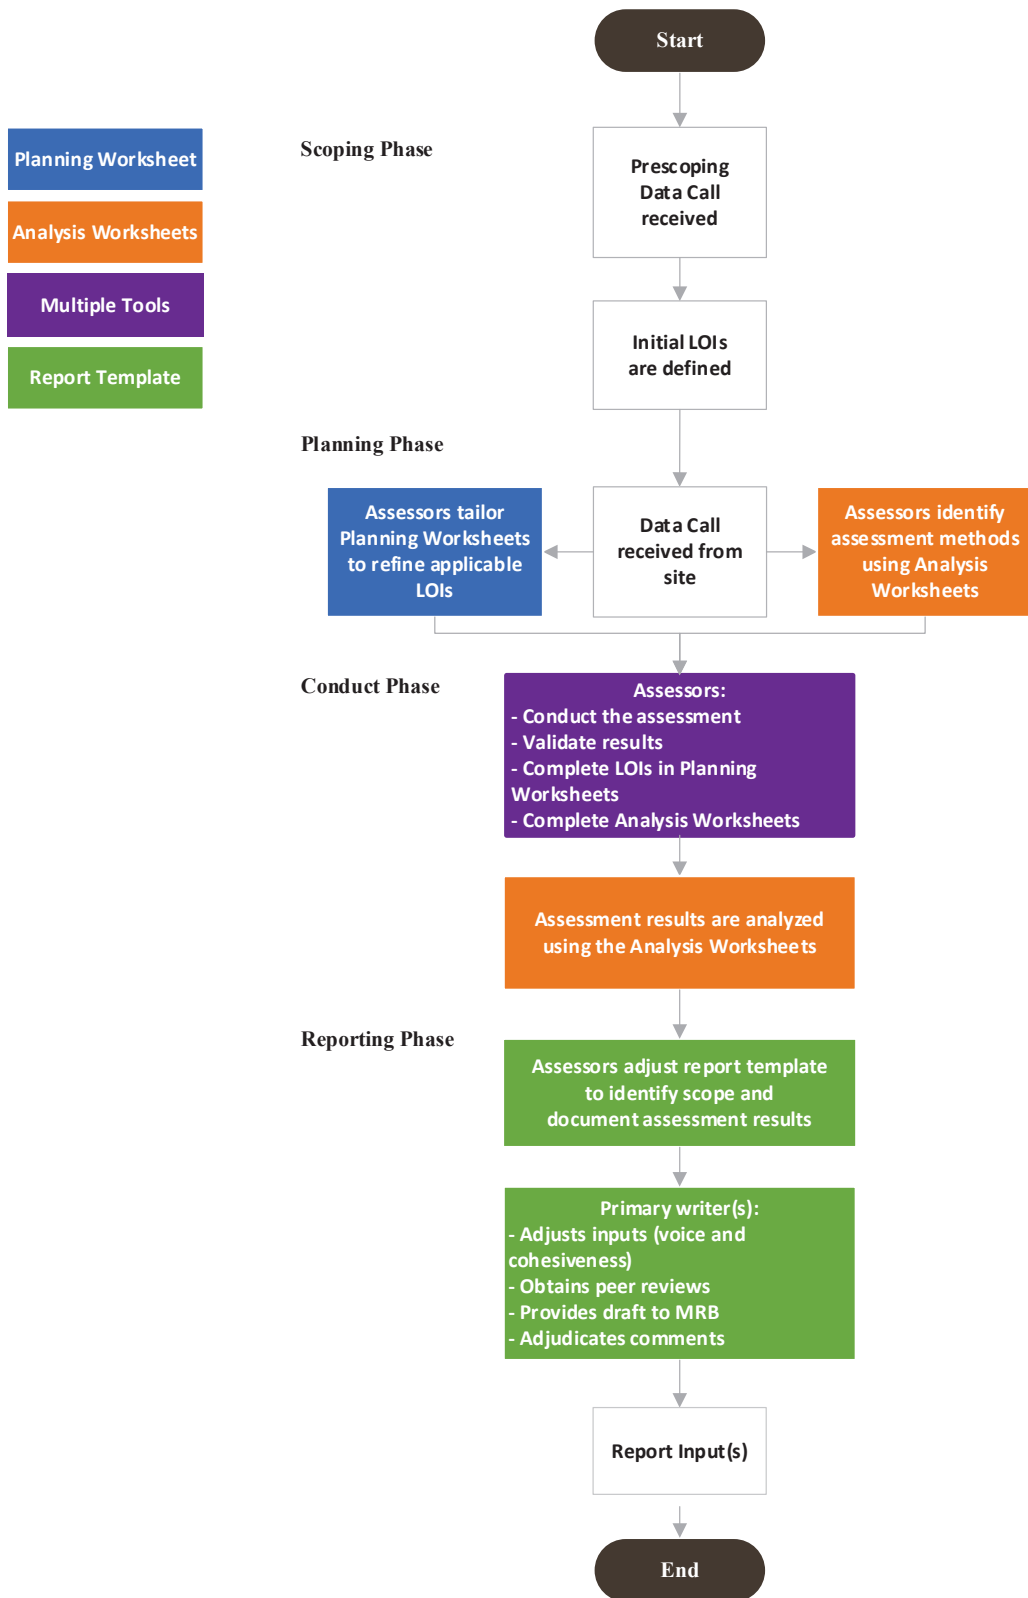 Start
Planning Worksheet
Analysis Worksheets
Multiple Tools
Report Template
Scoping Phase
Prescoping
Data Call
received
Initial LOIs
are defined
Planning Phase
Assessors tailor
Planning Worksheets
to refine applicable
LOIs
Data Call
received from
site
Assessors identify
assessment methods
using Analysis
Worksheets
Conduct Phase
Assessors:
- Conduct the assessment
- Validate results
- Complete LOIs in Planning
Worksheets
- Complete Analysis Worksheets
Assessment results are analyzed
using the Analysis Worksheets
Reporting Phase
Assessors adjust report template
to identify scope and
document assessment results
Primary writer(s):
- Adjusts inputs (voice and
cohesiveness)
- Obtains peer reviews
- Provides draft to MRB
- Adjudicates comments
Report Input(s)
End